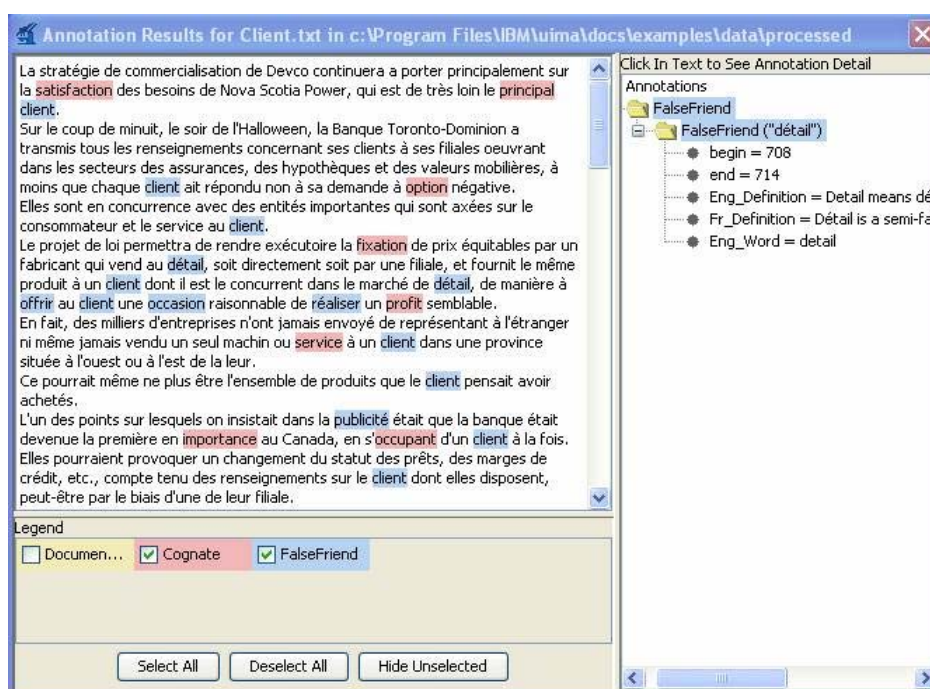 Annotation Results for Client.txt in c:\Program Files\IBM\uima\docs\examples\data\processed
La stratégie de commercialisation de Devco continuera a porter principalement sur
la satisfaction des besoins de Nova Scotia Power, qui est de très loin le principal
client.
Sur le coup de minuit, le soir de l'Halloween, la Banque Toronto-Dominion a
transmis tous les renseignements concernant ses clients à ses filiales oeuvrant
dans les secteurs des assurances, des hypothèques et des valeurs mobilières, à
moins que chaque client ait répondu non à sa demande à option négative.
Elles sont en concurrence avec des entités importantes qui sont axées sur le
consommateur et le service au client.
Le projet de loi permettra de rendre exécutoire la fixation de prix équitables par un
fabricant qui vend au détail, soit directement soit par une filiale, et fournit le même
produit à un client dont il est le concurrent dans le marché de détail, de manière à
offrir au client une occasion raisonnable de réaliser un profit semblable.
En fait, des milliers d'entreprises n'ont jamais envoyé de représentant à l'étranger
ni même jamais vendu un seul machin ou service à un client dans une province
située à l'ouest ou à l'est de la leur.
Ce pourrait même ne plus être l'ensemble de produits que le client pensait avoir
achetés.
L'un des points sur lesquels on insistait dans la publicité était que la banque était
devenue la première en importance au Canada, en s'occupant d'un client à la fois.
Elles pourraient provoquer un changement du statut des prêts, des marges de
crédit, etc., compte tenu des renseignements sur le client dont elles disposent,
peut-être par le biais d'une de leur filiale.
Click In Text to See Annotation Detail
Annotations
FalseFriend
FalseFriend ("détail")
begin = 708
end = 714
Eng_Definition = Detail means dé
Fr_Definition = Détail is a semi-fa
Eng_Word = detail
Legend
Documen... Cognate FalseFriend
Select All Deselect All Hide Unselected